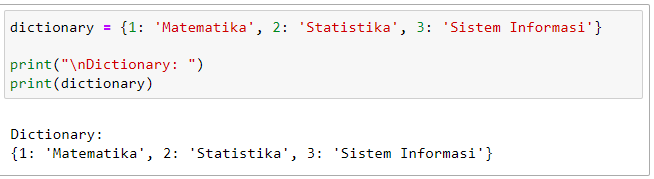 dictionary = {1: 'Matematika', 2: 'Statistika', 3: 'Sistem Informasi'}
print("\nDictionary: ")
print(dictionary)
Dictionary:
{1: 'Matematika', 2: 'Statistika', 3: 'Sistem Informasi'}